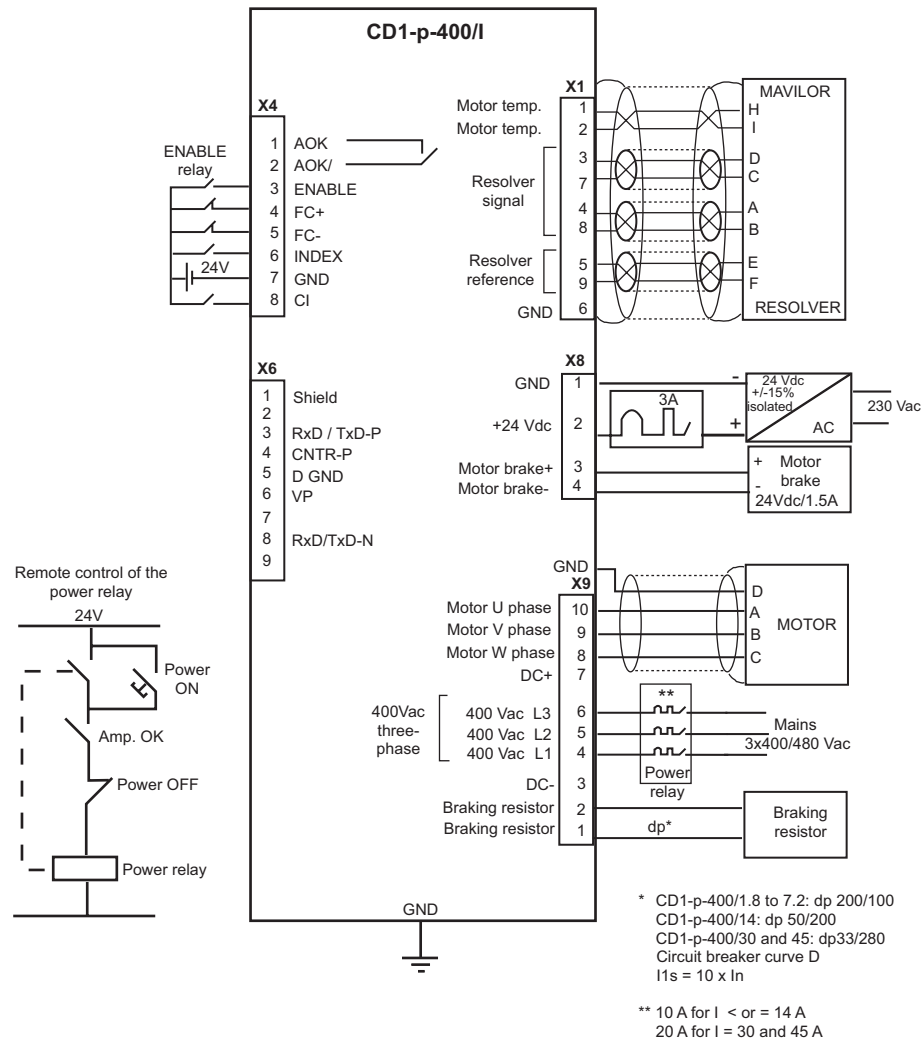 CD1-p-400/I
X4
1 AOK
2 AOK/
3 ENABLE
4 FC+
5 FC-
6 INDEX
7 GND
8 CI
ENABLE
relay
24V
X1
Motor temp. 1
Motor temp. 2
3
7
Resolver
signal
4
8
Resolver
reference
5
9
GND 6
MAVILOR
H
I
D
C
A
B
E
F
RESOLVER
X6
1 Shield
2
3 RxD / TxD-P
4 CNTR-P
5 D GND
6 VP
7
8 RxD/TxD-N
9
X8
GND 1
+24 Vdc 2
Motor brake+ 3
Motor brake- 4
3A
-
+
24 Vdc
+/-15%
isolated
AC
230 Vac
+ Motor
brake
-
24Vdc/1.5A
Remote control of the
power relay
24V
Power
ON
Amp. OK
Power OFF
Power relay
GND
X9
Motor U phase 10
Motor V phase 9
Motor W phase 8
DC+ 7
400Vac
three-
phase
400 Vac L3 6
400 Vac L2 5
400 Vac L1 4
DC- 3
Braking resistor 2
Braking resistor 1
D
A
B
C
MOTOR
**
Power
relay
Mains
3x400/480 Vac
dp*
Braking
resistor
GND
* CD1-p-400/1.8 to 7.2: dp 200/100
CD1-p-400/14: dp 50/200
CD1-p-400/30 and 45: dp33/280
Circuit breaker curve D
I1s = 10 x In
** 10 A for I < or = 14 A
20 A for I = 30 and 45 A